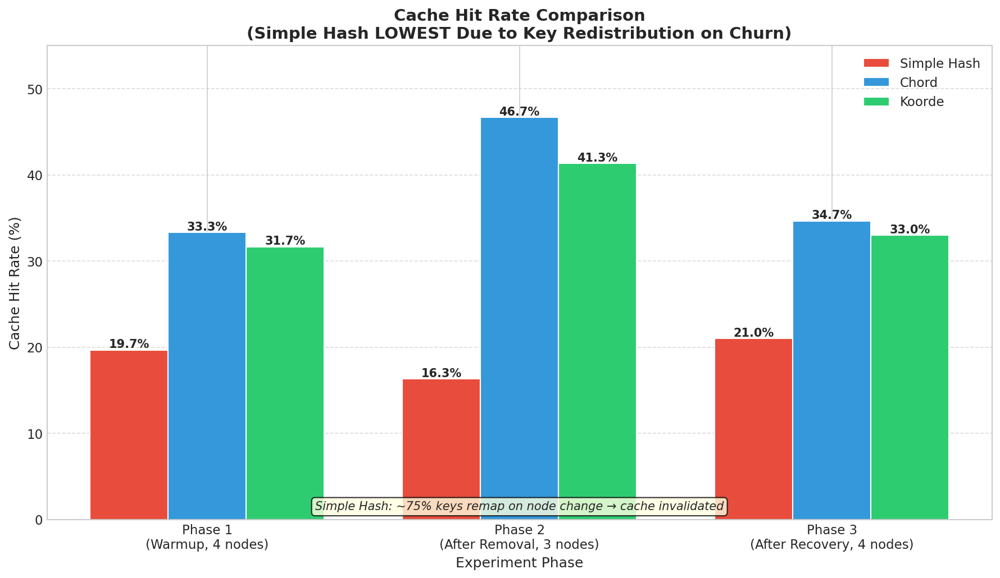 Cache Hit Rate Comparison
(Simple Hash LOWEST Due to Key Redistribution on Churn)
Simple Hash
Chord
Koorde
Cache Hit Rate (%)
50
40
30
20
10
0
19.7%
33.3%
31.7%
16.3%
46.7%
41.3%
21.0%
34.7%
33.0%
Simple Hash: ~75% keys remap on node change → cache invalidated
Phase 1
(Warmup, 4 nodes)
Phase 2
(After Removal, 3 nodes)
Phase 3
(After Recovery, 4 nodes)
Experiment Phase